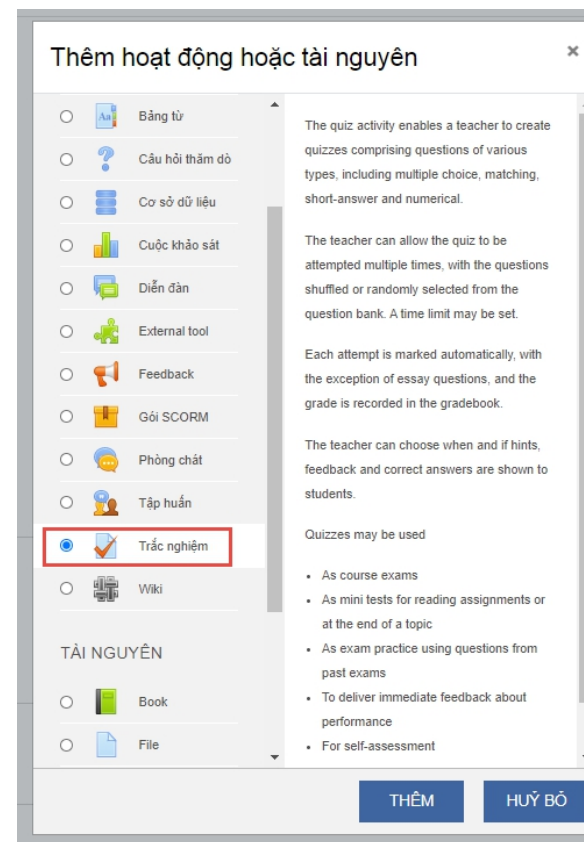 Thêm hoạt động hoặc tài nguyên
×
Bảng từ
Câu hỏi thăm dò
Cơ sở dữ liệu
Cuộc khảo sát
Diễn đàn
External tool
Feedback
Gói SCORM
Phòng chát
Tập huấn
Trắc nghiệm
Wiki
TÀI NGUYÊN
Book
File
The quiz activity enables a teacher to create
quizzes comprising questions of various
types, including multiple choice, matching,
short-answer and numerical.
The teacher can allow the quiz to be
attempted multiple times, with the questions
shuffled or randomly selected from the
question bank. A time limit may be set.
Each attempt is marked automatically, with
the exception of essay questions, and the
grade is recorded in the gradebook.
The teacher can choose when and if hints,
feedback and correct answers are shown to
students.
Quizzes may be used
• As course exams
• As mini tests for reading assignments or
at the end of a topic
• As exam practice using questions from
past exams
• To deliver immediate feedback about
performance
• For self-assessment
THÊM
HUỶ BỎ